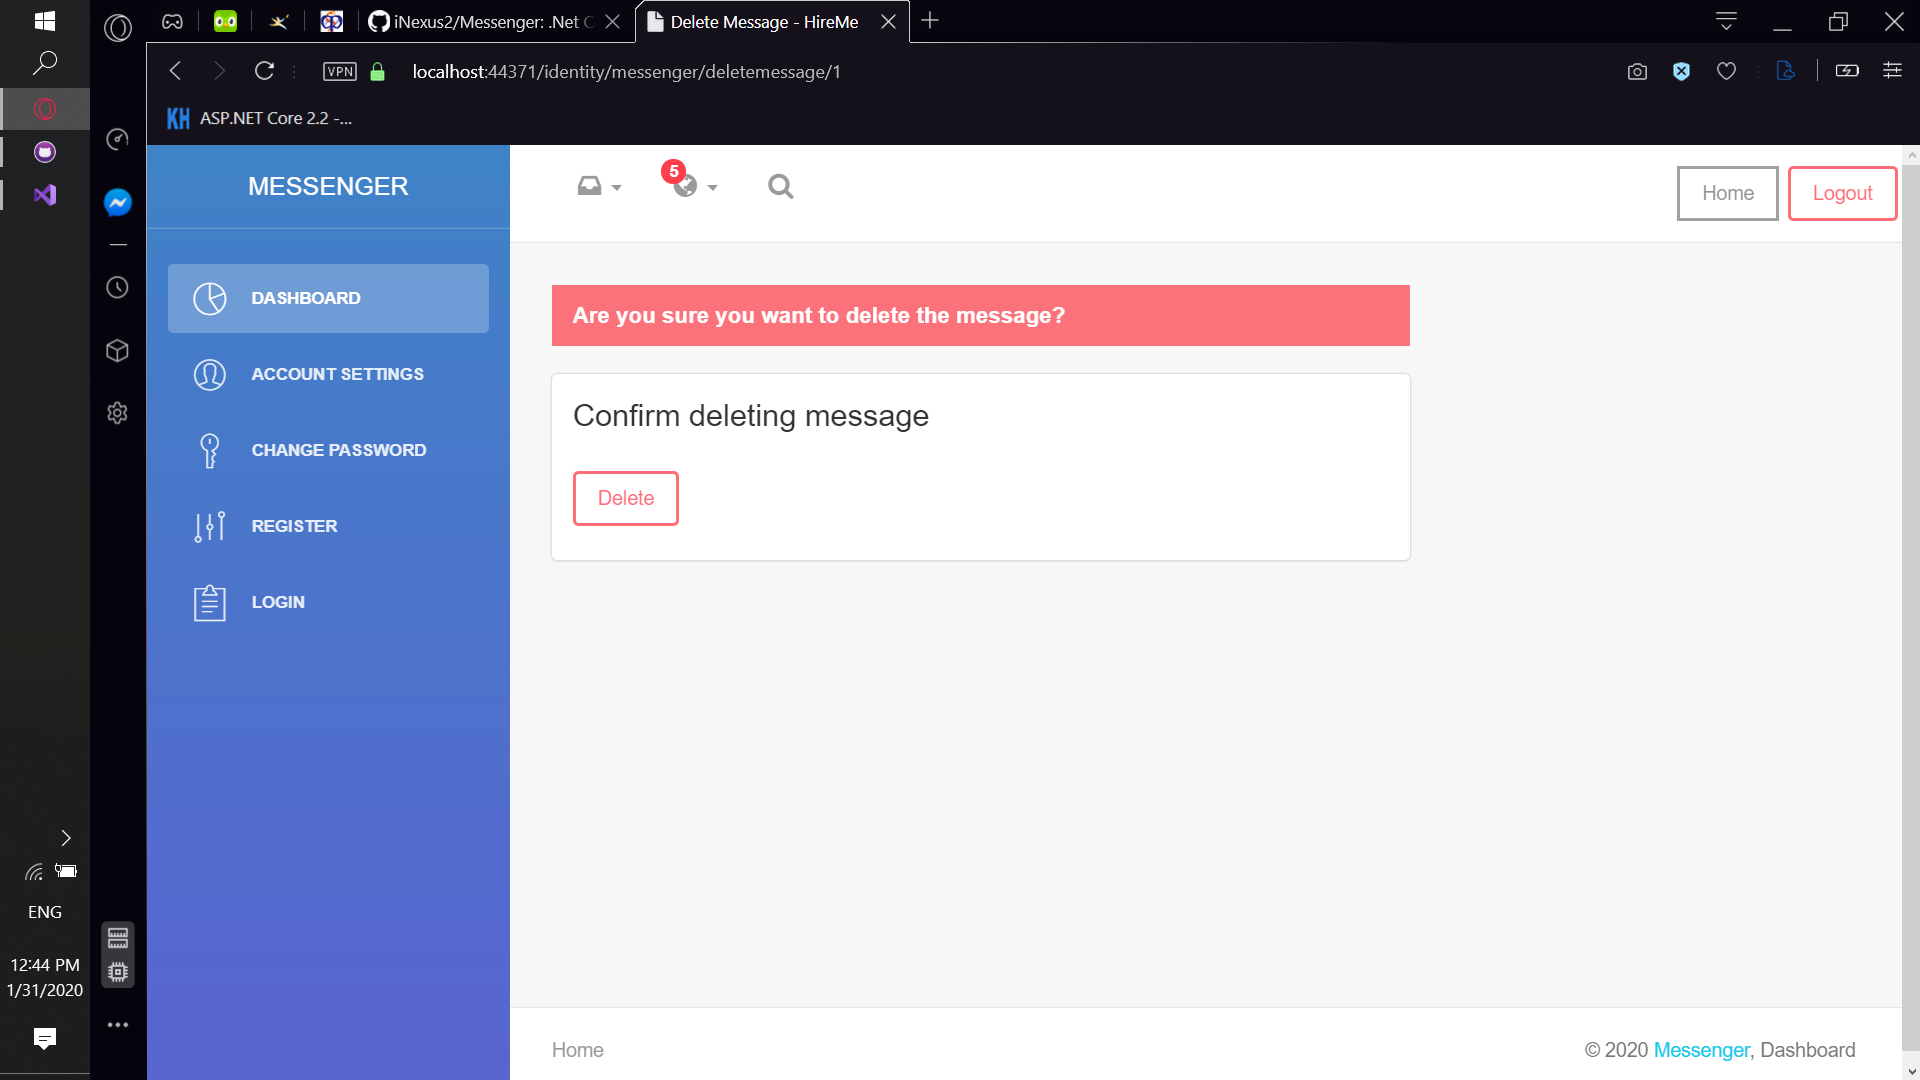 iNexus2/Messenger: .Net C
Delete Message - HireMe
VPN
localhost:44371/identity/messenger/deletemessage/1
KH ASP.NET Core 2.2 -...
MESSENGER
5
Home
Logout
DASHBOARD
ACCOUNT SETTINGS
CHANGE PASSWORD
REGISTER
LOGIN
Are you sure you want to delete the message?
Confirm deleting message
Delete
ENG
12:44 PM
1/31/2020
Home
© 2020 Messenger, Dashboard